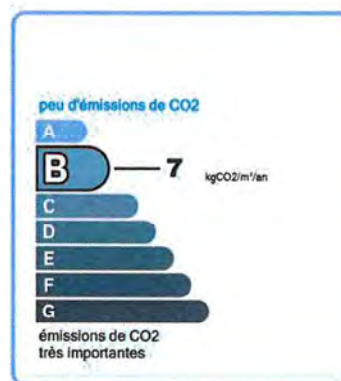 peu d'émissions de CO2
A
B 7 kgCO2/m²/an
C
D
E
F
G
émissions de CO2
très importantes